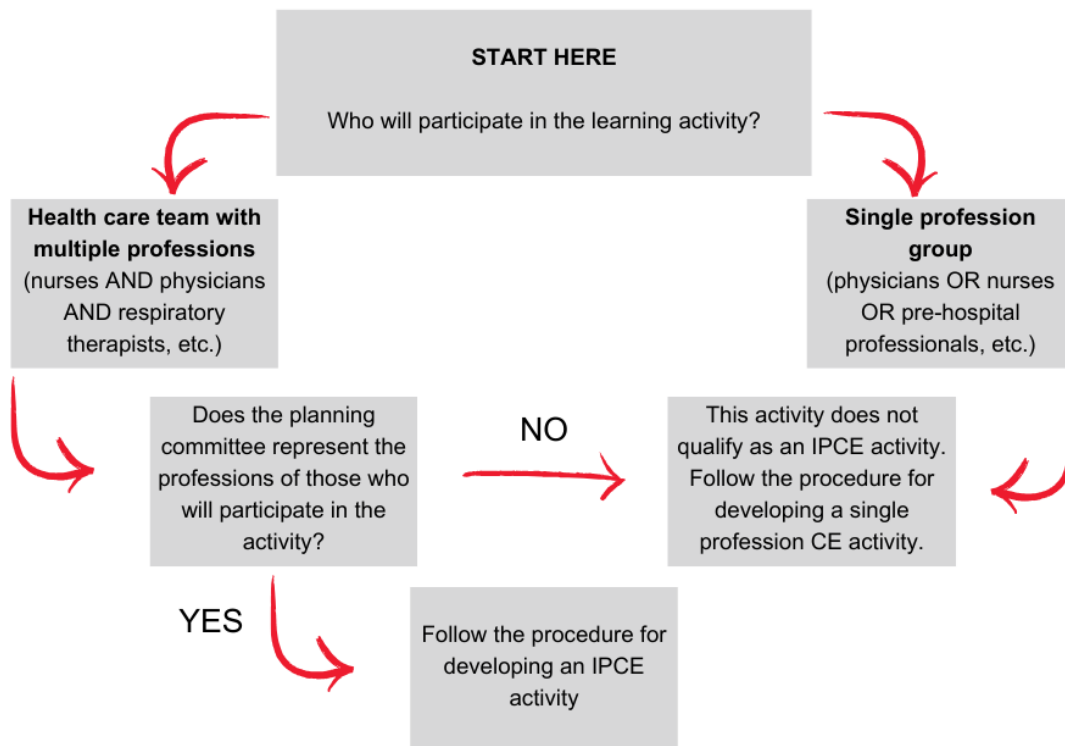 START HERE
Who will participate in the learning activity?
Health care team with
multiple professions
(nurses AND physicians
AND respiratory
therapists, etc.)
Single profession
group
(physicians OR nurses
OR pre-hospital
professionals, etc.)
Does the planning
committee represent the
professions of those who
will participate in the
activity?
NO
This activity does not
qualify as an IPCE activity.
Follow the procedure for
developing a single
profession CE activity.
YES
Follow the procedure for
developing an IPCE
activity